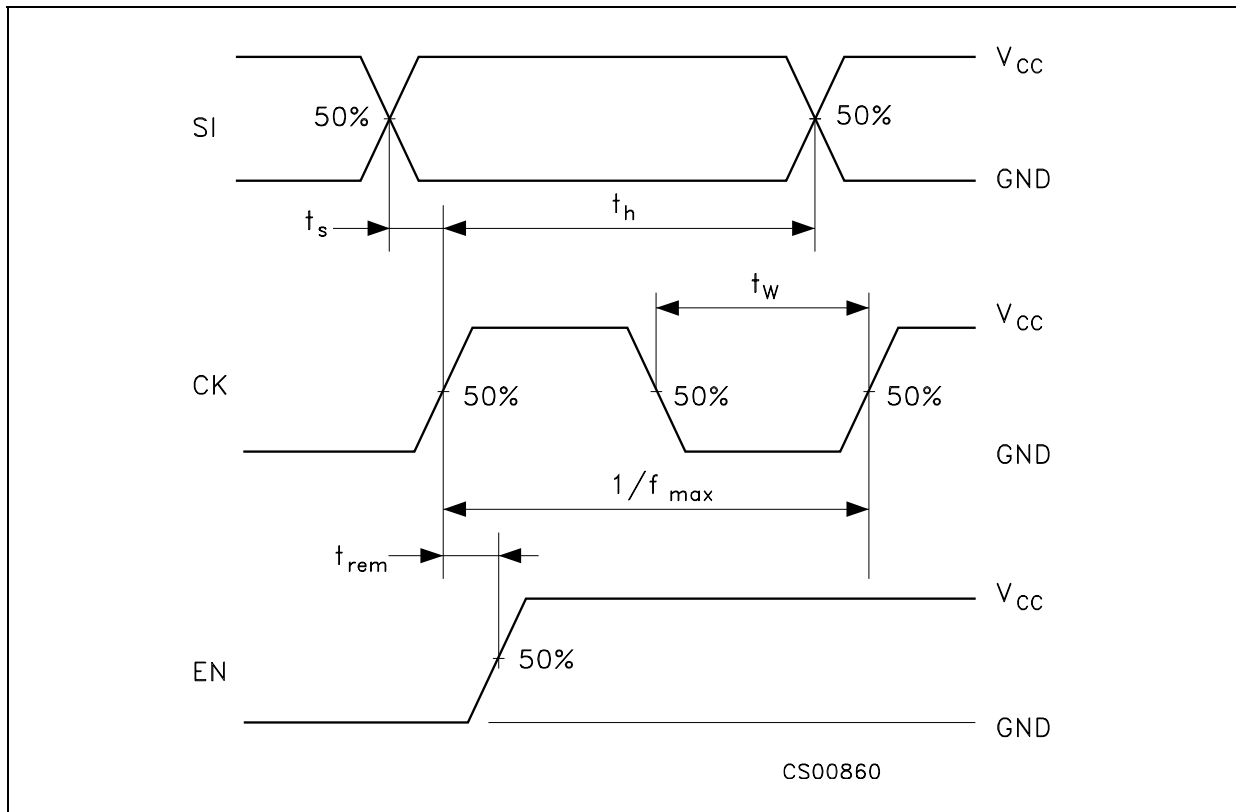 V_CC
50%
50%
SI
GND
t_s
t_h
t_W
V_CC
CK
50%
50%
50%
GND
1/f_max
t_rem
V_CC
50%
EN
GND
CS00860